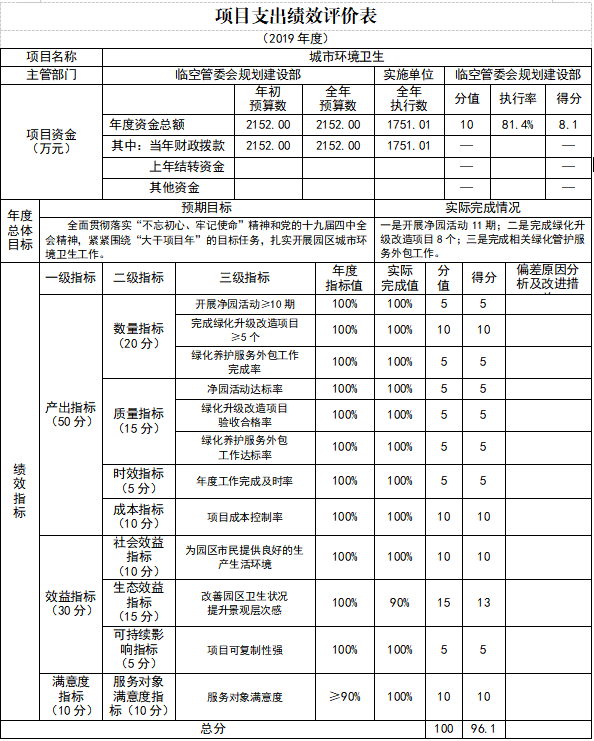 项目支出绩效评价表
（2019 年度）
项目名称 城市环境卫生
主管部门 临空管委会规划建设部 实施单位 临空管委会规划建设部
项目资金（万元） 年初预算数 全年预算数 全年执行数 分值 执行率 得分
年度资金总额 2152.00 2152.00 1751.01 10 81.4% 8.1
其中：当年财政拨款 2152.00 2152.00 1751.01 — —
上年结转资金 — —
其他资金 — —
年度总体目标 预期目标 实际完成情况
全面贯彻落实“不忘初心、牢记使命”精神和党的十九届四中全
会精神，紧紧围绕“大干项目年”的目标任务，扎实开展园区城市环
境卫生工作。
一是开展净园活动 11 期；二是完成绿化升
级改造项目 8 个；三是完成相关绿化管护服
务外包工作。
绩效指标 一级指标 二级指标 三级指标 年度指标值 实际完成值 分值 得分 偏差原因分析及改进措
产出指标（50 分） 数量指标（20 分） 开展净园活动≥10 期 100% 100% 5 5
完成绿化升级改造项目≥5 个 100% 100% 10 10
绿化养护服务外包工作完成率 100% 100% 5 5
质量指标（15 分） 净园活动达标率 100% 100% 5 5
绿化升级改造项目验收合格率 100% 100% 5 5
绿化养护服务外包工作达标率 100% 100% 5 5
时效指标（5 分） 年度工作完成及时率 100% 100% 5 5
成本指标（10 分） 项目成本控制率 100% 100% 10 10
效益指标（30 分） 社会效益指标（10 分） 为园区市民提供良好的生产生活环境 100% 100% 10 10
生态效益指标（15 分） 改善园区卫生状况提升景观层次感 100% 90% 15 13
可持续影响指标（5 分） 项目可复制性强 100% 100% 5 5
满意度指标（10 分） 服务对象满意度指标（10 分） 服务对象满意度 ≥90% 100% 10 10
总分 100 96.1